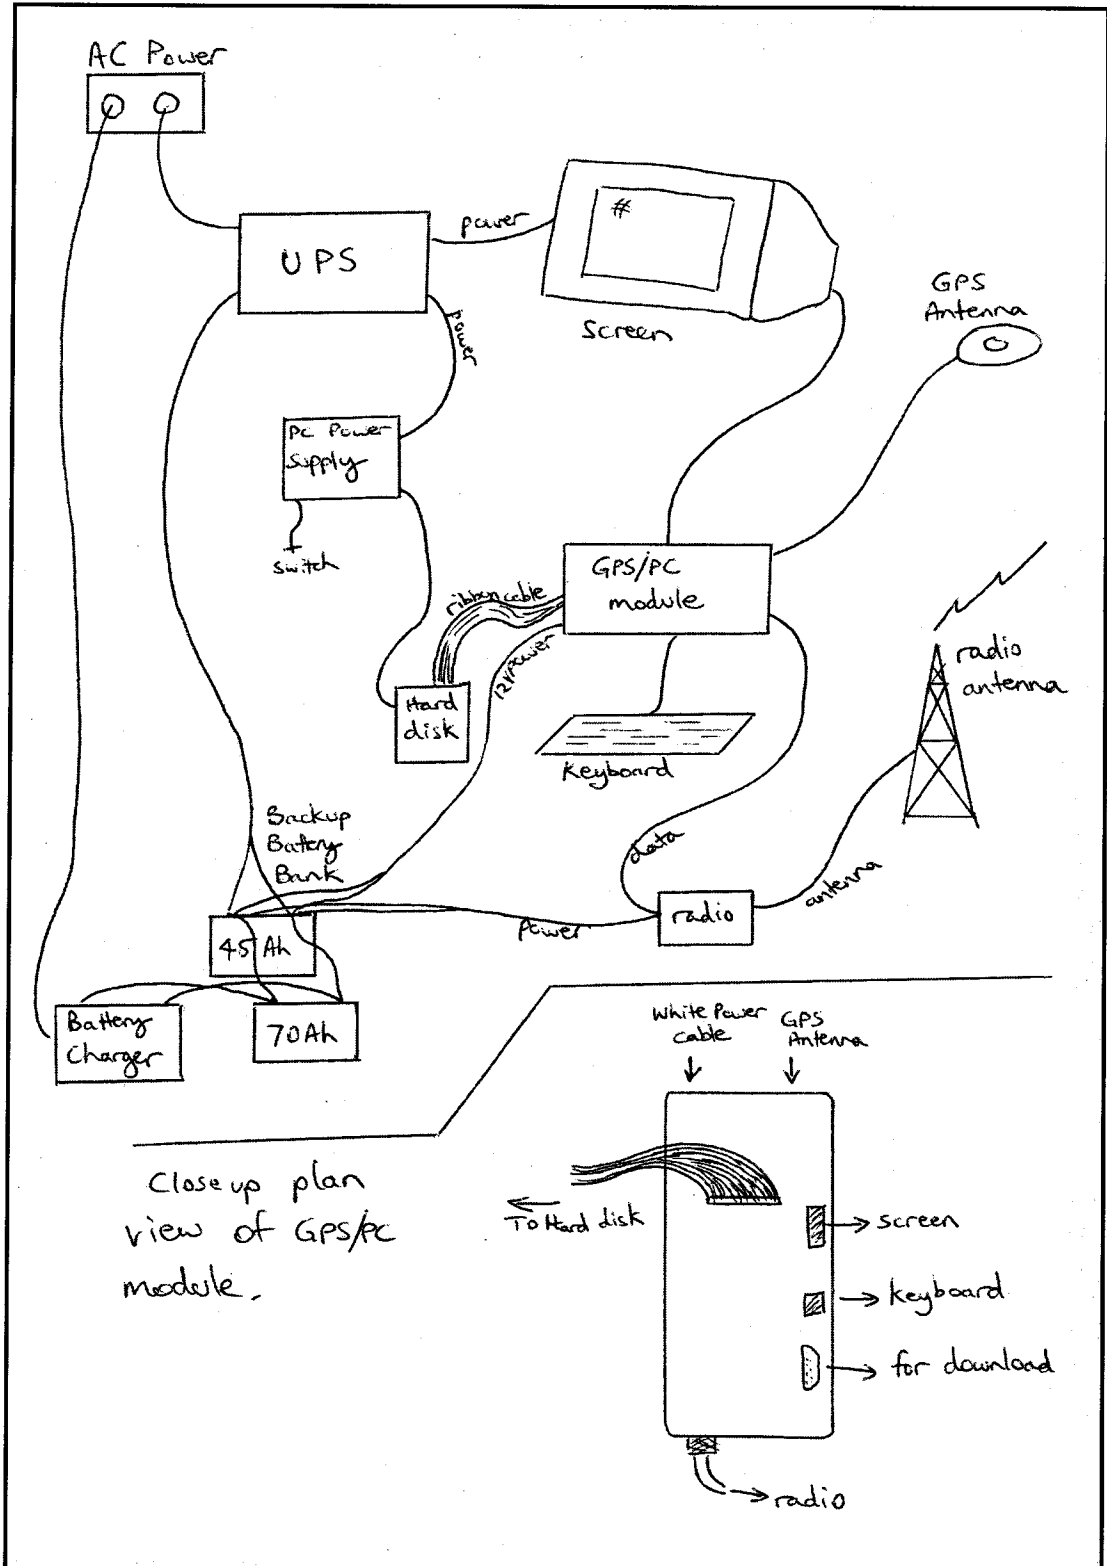 AC Power
UPS
power
#
Screen
GPS
Antenna
power
PC Power
Supply
switch
ribbon cable
GPS/PC
module
12V Power
Hard
disk
Keyboard
radio
antenna
Backup
Battery
Bank
data
antenna
radio
Power
45 Ah
70Ah
Battery
Charger
White Power
Cable
GPS
Antenna
Close up plan
view of GPS/PC
module.
To Hard disk
screen
keyboard
for download
radio